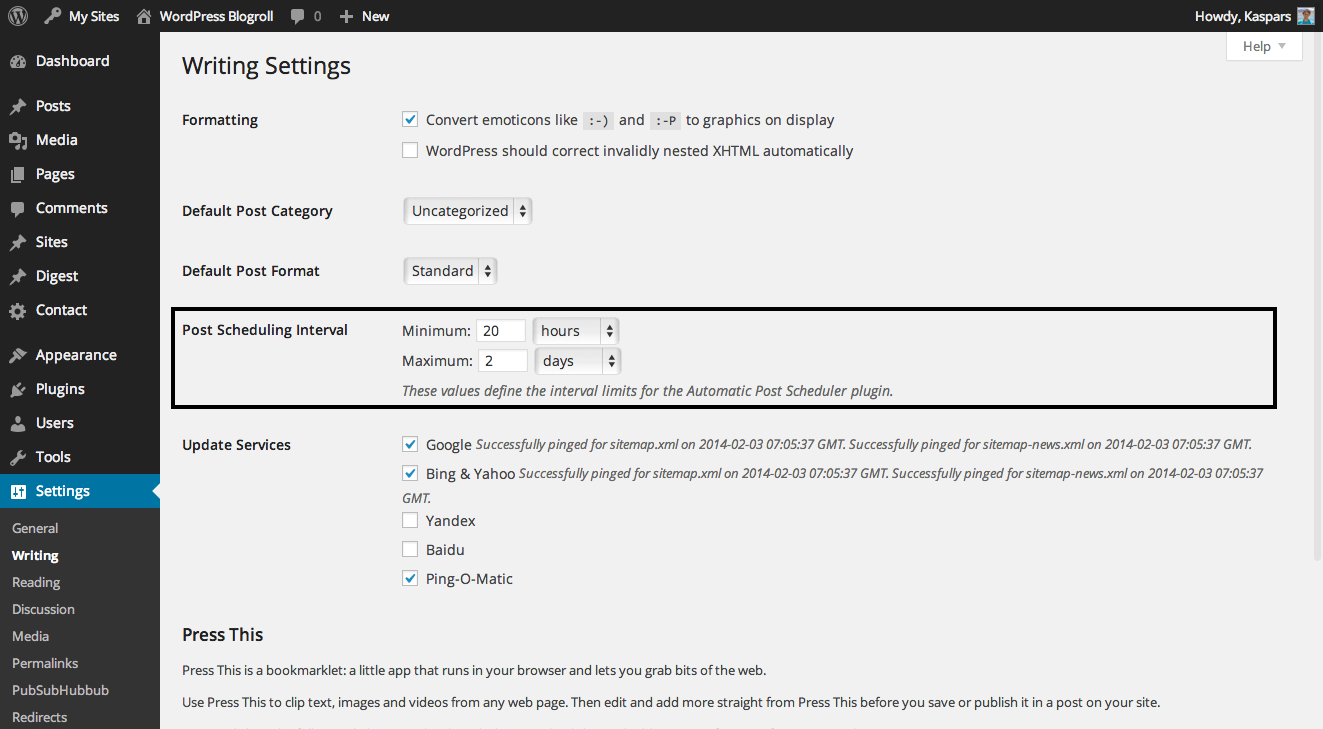 My Sites WordPress Blogroll 0 New Howdy, Kaspars
Help
Dashboard
Posts
Media
Pages
Comments
Sites
Digest
Contact
Appearance
Plugins
Users
Tools
Settings
General
Writing
Reading
Discussion
Media
Permalinks
PubSubHubbub
Redirects
Writing Settings
Formatting
Convert emoticons like :-) and :-P to graphics on display
WordPress should correct invalidly nested XHTML automatically
Default Post Category Uncategorized
Default Post Format Standard
Post Scheduling Interval Minimum: 20 hours
Maximum: 2 days
These values define the interval limits for the Automatic Post Scheduler plugin.
Update Services Google Successfully pinged for sitemap.xml on 2014-02-03 07:05:37 GMT. Successfully pinged for sitemap-news.xml on 2014-02-03 07:05:37 GMT.
Bing & Yahoo Successfully pinged for sitemap.xml on 2014-02-03 07:05:37 GMT. Successfully pinged for sitemap-news.xml on 2014-02-03 07:05:37
GMT.
Yandex
Baidu
Ping-O-Matic
Press This
Press This is a bookmarklet: a little app that runs in your browser and lets you grab bits of the web.
Use Press This to clip text, images and videos from any web page. Then edit and add more straight from Press This before you save or publish it in a post on your site.